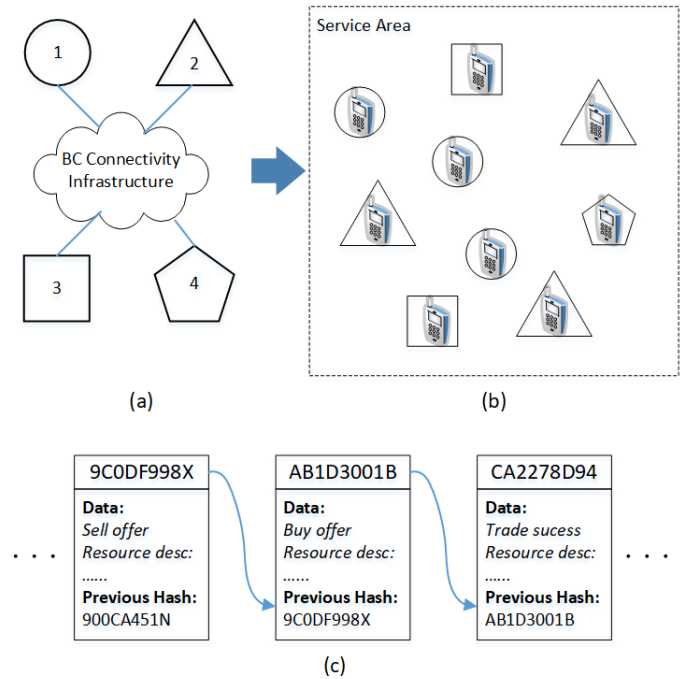 1
2
BC Connectivity
Infrastructure
3
4
(a)
Service Area
(b)
9C0DF998X
Data:
Sell offer
Resource desc:
......
Previous Hash:
900CA451N
AB1D3001B
Data:
Buy offer
Resource desc:
......
Previous Hash:
9C0DF998X
CA2278D94
Data:
Trade sucess
Resource desc:
......
Previous Hash:
AB1D3001B
. . .
. . .
(c)